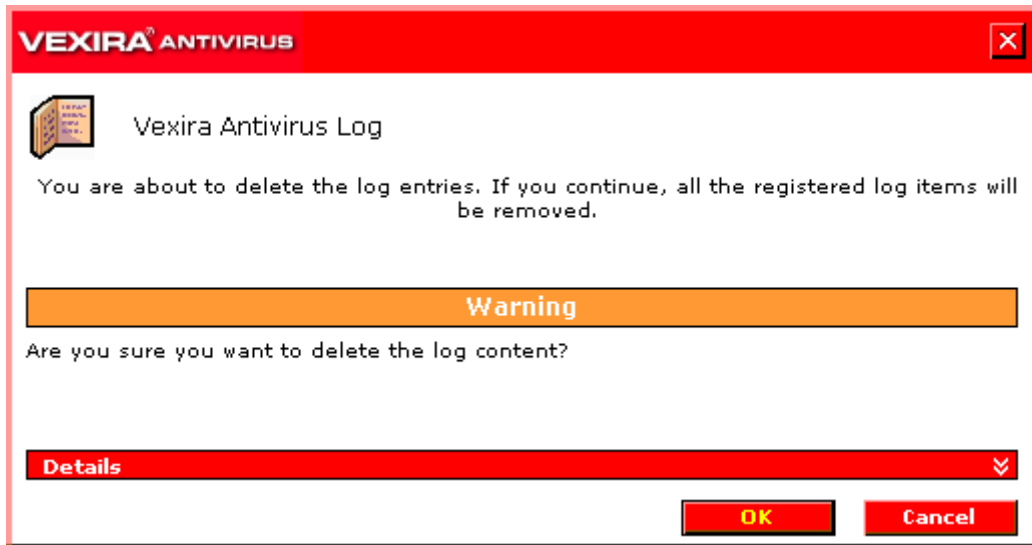 VEXIRA® ANTIVIRUS
Vexira Antivirus Log
You are about to delete the log entries. If you continue, all the registered log items will
be removed.
Warning
Are you sure you want to delete the log content?
Details
OK Cancel